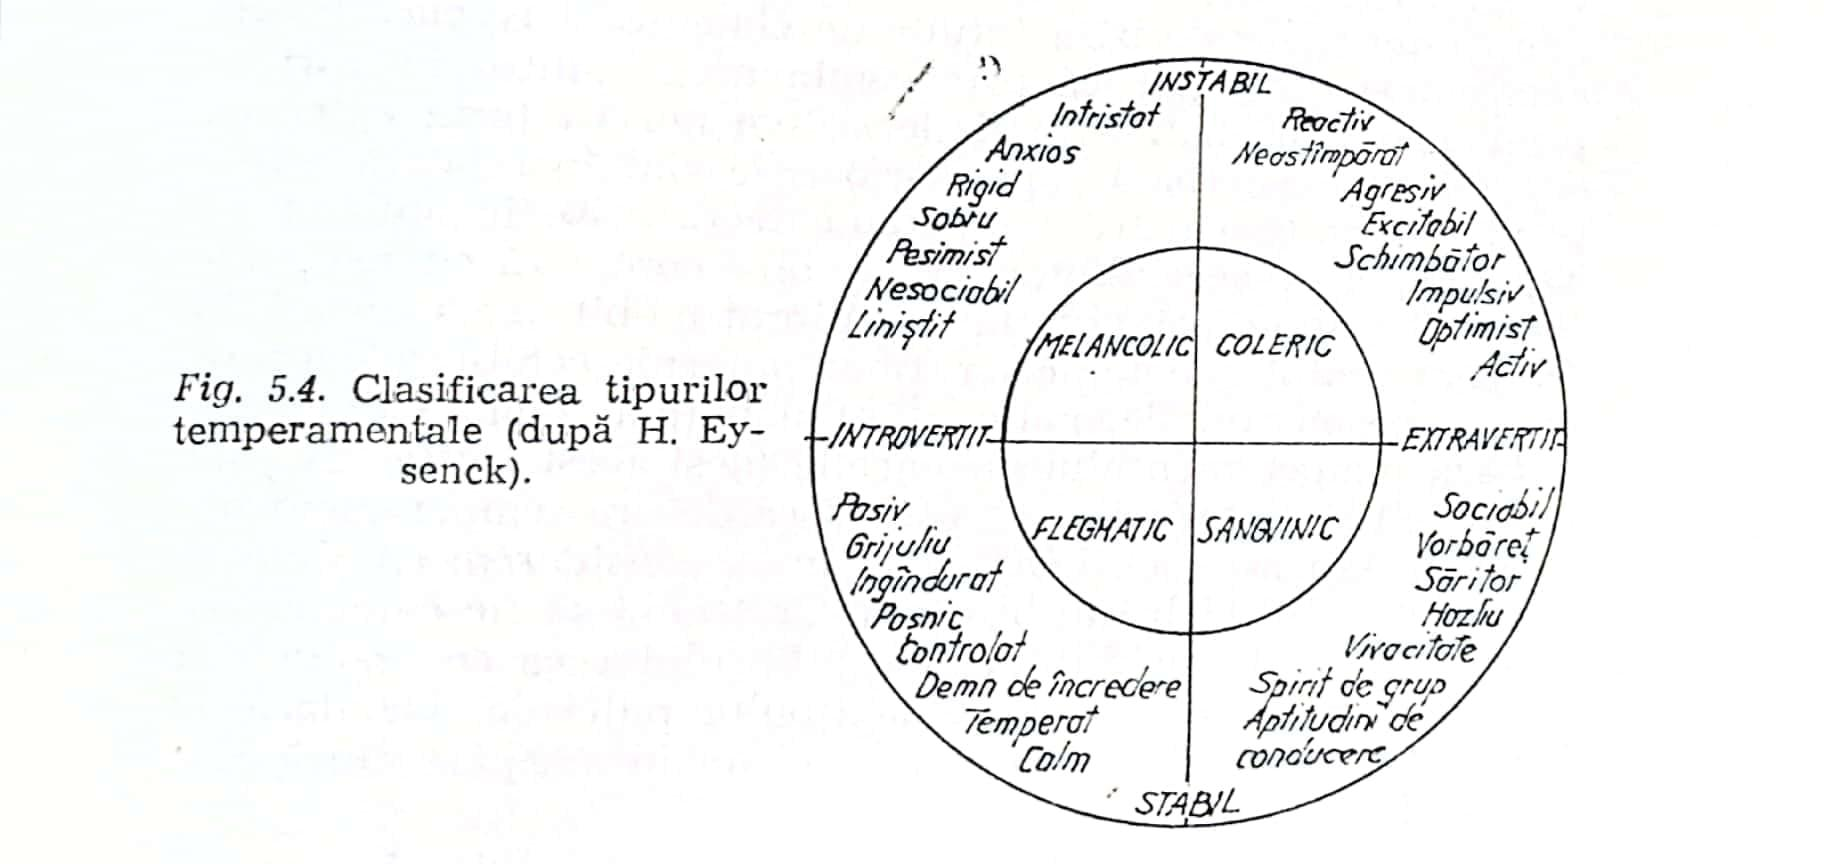 Fig. 5.4. Clasificarea tipurilor
temperamentale (după H. Ey-
senck).
INSTABIL
Intristat
Anxios
Rigid
Sobru
Pesimist
Nesociabil
Liniștit
Reactiv
Neastîmpărat
Agresiv
Excitabil
Schimbător
Impulsiv
Optimist
Activ
MELANCOLIC
COLERIC
INTROVERTIT
EXTRAVERTIT
FLEGMATIC
SANGVINIC
Pasiv
Grijuliu
Ingîndurat
Pasnic
Controlat
Demn de încredere
Temperat
Calm
Sociabil
Vorbăreț
Săritor
Hazliu
Vivacitate
Spirit de grup
Aptitudini de
conducere
STABIL